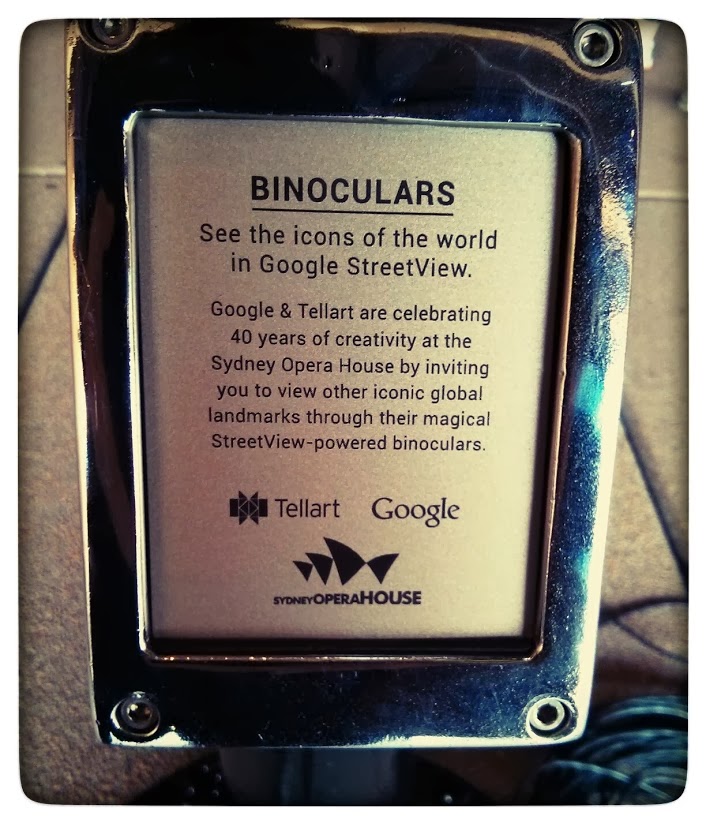 BINOCULARS
See the icons of the world
in Google StreetView.
Google & Tellart are celebrating
40 years of creativity at the
Sydney Opera House by inviting
you to view other iconic global
landmarks through their magical
StreetView-powered binoculars.
Tellart Google
SYDNEYOPERAHOUSE